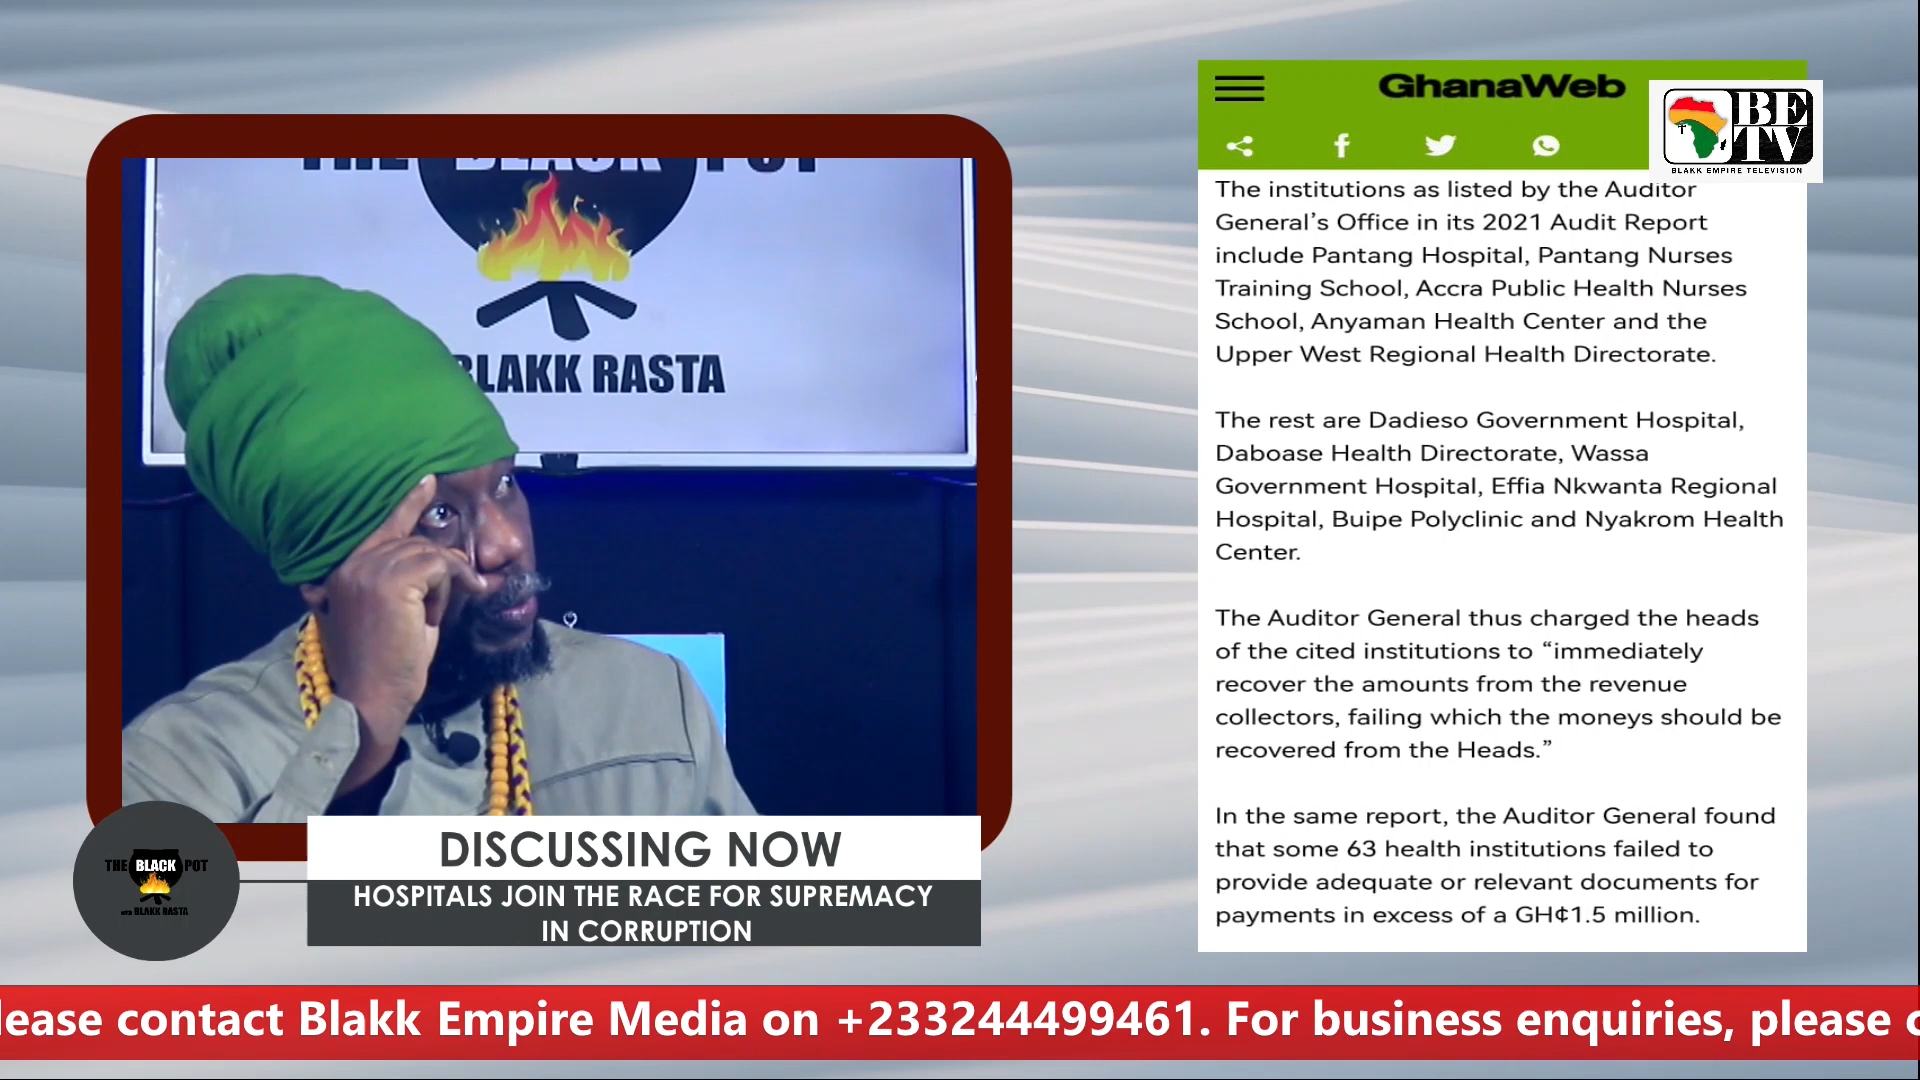 THE BLACK POT
BLAKK RASTA
GhanaWeb
BE
TV
BLAKK EMPIRE TELEVISION
The institutions as listed by the Auditor
General’s Office in its 2021 Audit Report
include Pantang Hospital, Pantang Nurses
Training School, Accra Public Health Nurses
School, Anyaman Health Center and the
Upper West Regional Health Directorate.
The rest are Dadieso Government Hospital,
Daboase Health Directorate, Wassa
Government Hospital, Effia Nkwanta Regional
Hospital, Buipe Polyclinic and Nyakrom Health
Center.
The Auditor General thus charged the heads
of the cited institutions to “immediately
recover the amounts from the revenue
collectors, failing which the moneys should be
recovered from the Heads.”
In the same report, the Auditor General found
that some 63 health institutions failed to
provide adequate or relevant documents for
payments in excess of a GH¢1.5 million.
THE BLACK POT
WITH BLAKK RASTA
DISCUSSING NOW
HOSPITALS JOIN THE RACE FOR SUPREMACY
IN CORRUPTION
lease contact Blakk Empire Media on +233244499461. For business enquiries, please c